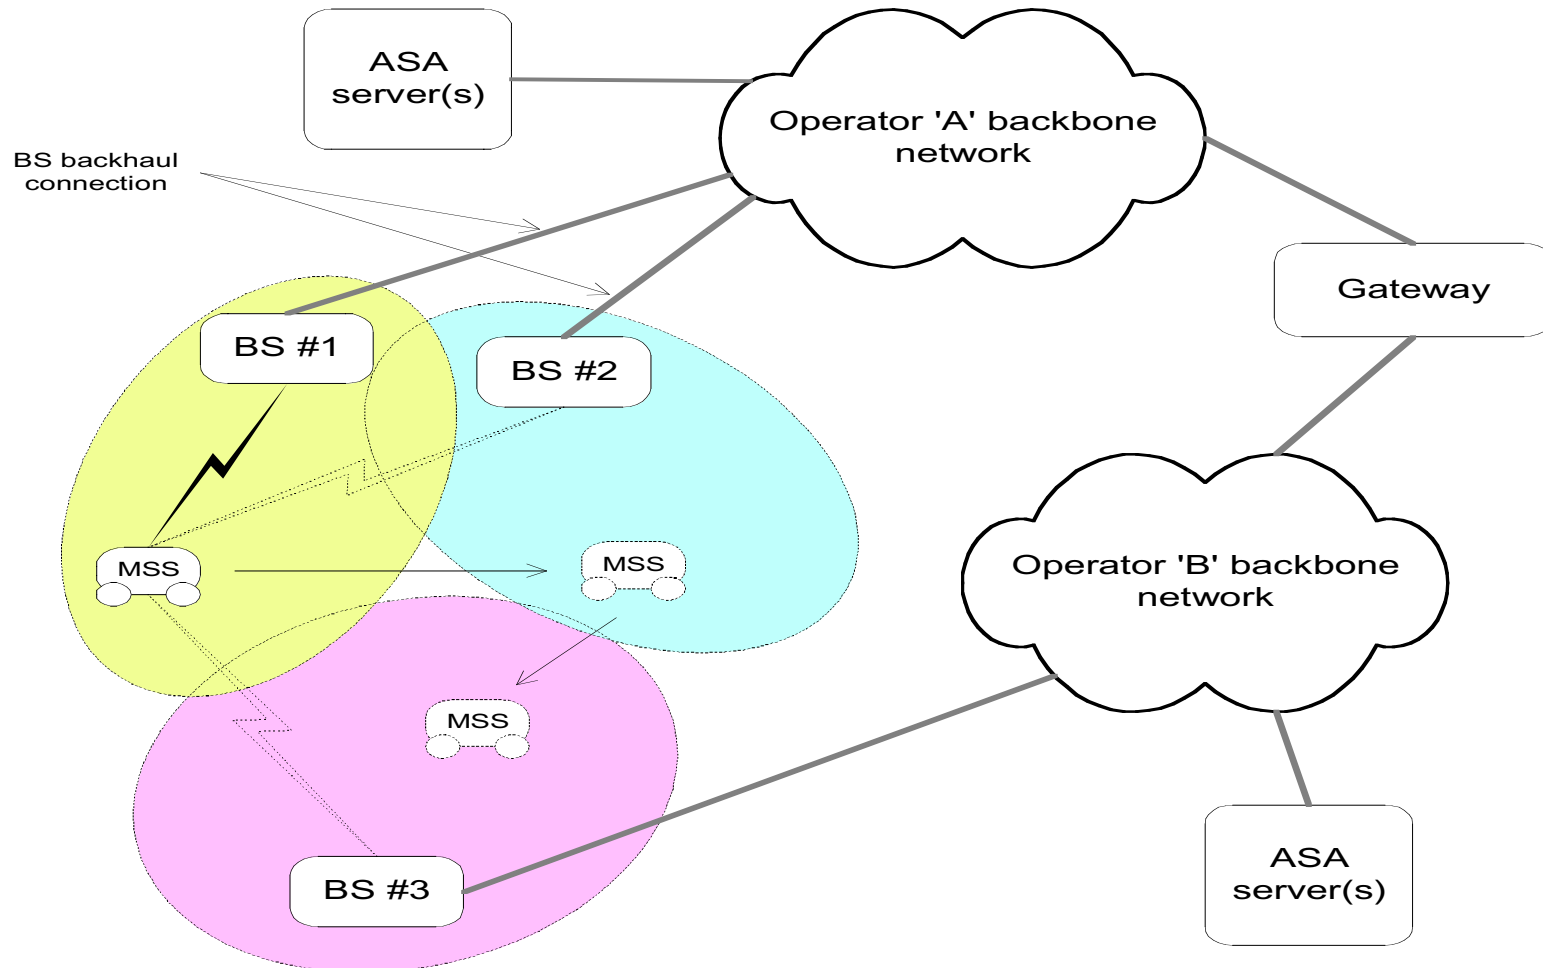 ASA
server(s)
Operator 'A' backbone
network
BS backhaul
connection
Gateway
BS #1
BS #2
MSS
MSS
Operator 'B' backbone
network
MSS
BS #3
ASA
server(s)